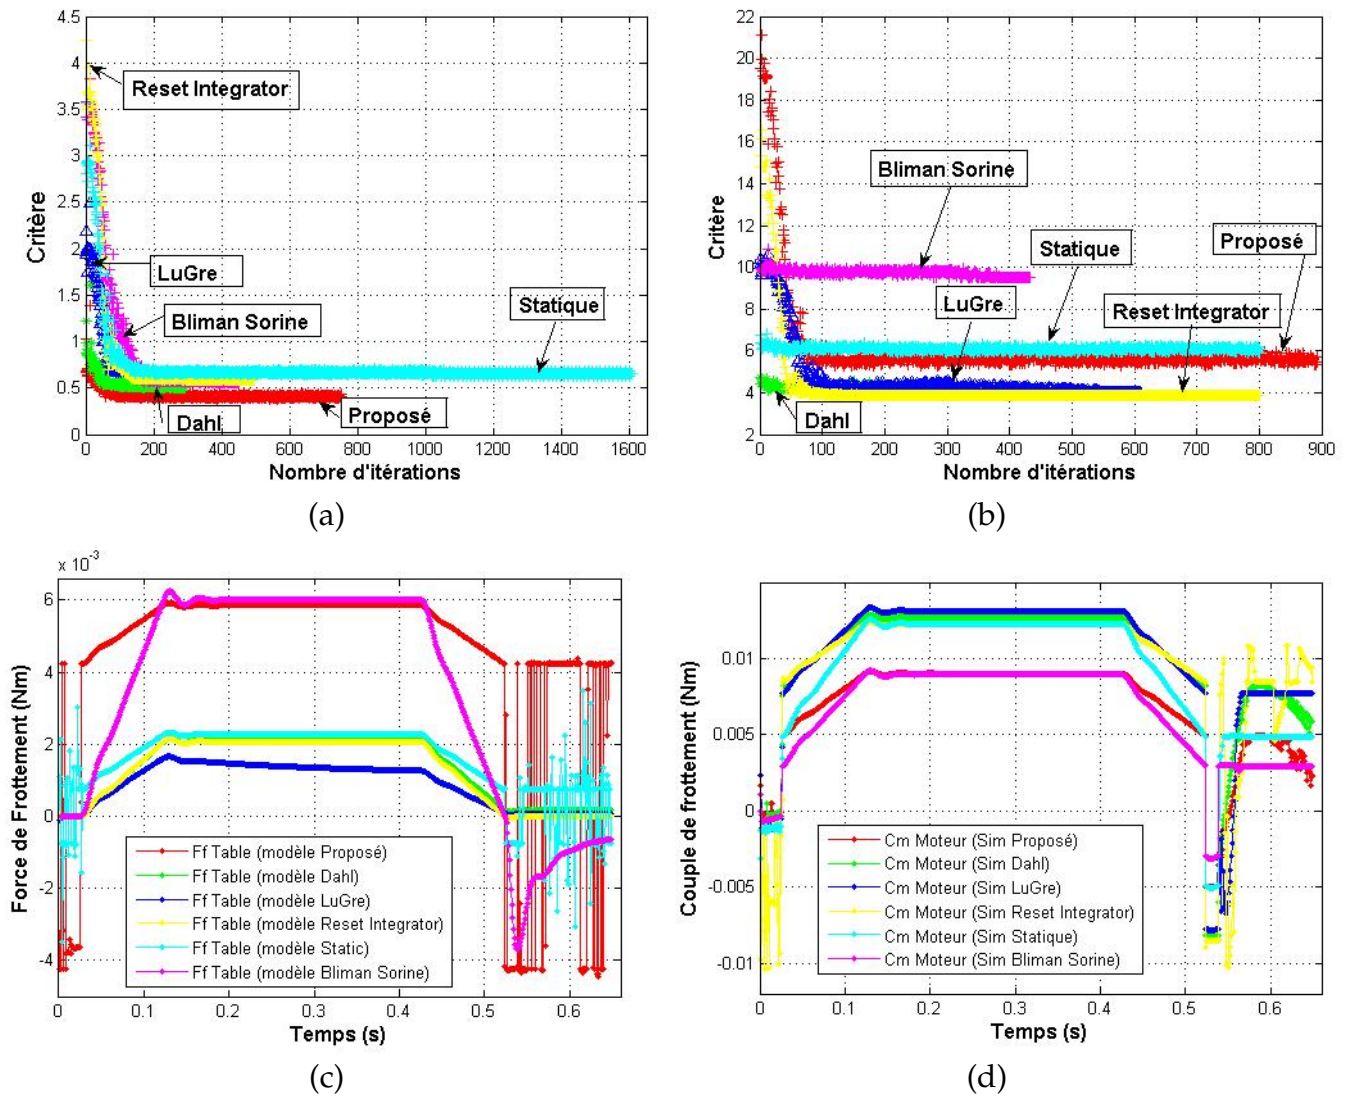 4.5
4
3.5
3
2.5
2
1.5
1
0.5
0
Critère
Reset Integrator
LuGre
Bliman Sorine
Statique
Dahl
Proposé
0 200 400 600 800 1000 1200 1400 1600
Nombre d'itérations
(a)
22
20
18
16
14
12
10
8
6
4
2
Critère
Bliman Sorine
Statique
Proposé
LuGre
Reset Integrator
Dahl
0 100 200 300 400 500 600 700 800 900
Nombre d'itérations
(b)
x 10-3
6
4
2
0
-2
-4
Force de Frottement (Nm)
Ff Table (modèle Proposé)
Ff Table (modèle Dahl)
Ff Table (modèle LuGre)
Ff Table (modèle Reset Integrator)
Ff Table (modèle Static)
Ff Table (modèle Bliman Sorine)
0 0.1 0.2 0.3 0.4 0.5 0.6
Temps (s)
(c)
0.01
0.005
0
-0.005
-0.01
Couple de frottement (Nm)
Cm Moteur (Sim Proposé)
Cm Moteur (Sim Dahl)
Cm Moteur (Sim LuGre)
Cm Moteur (Sim Reset Integrator)
Cm Moteur (Sim Statique)
Cm Moteur (Sim Bliman Sorine)
0 0.1 0.2 0.3 0.4 0.5 0.6
Temps (s)
(d)